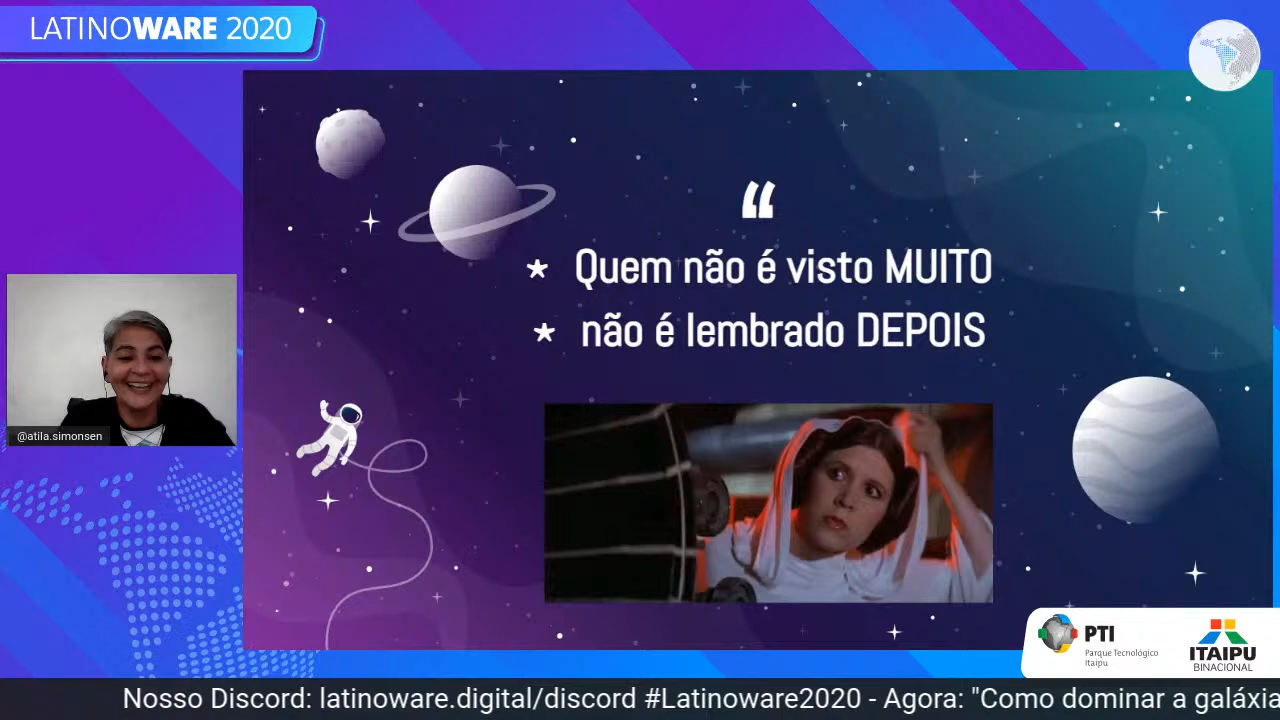 LATINOWARE 2020
“
* Quem não é visto MUITO
* não é lembrado DEPOIS
@atila.simonsen
PTI
Parque Tecnológico
Itaipu
ITAIPU
BINACIONAL
Nosso Discord: latinoware.digital/discord #Latinoware2020 - Agora: "Como dominar a galáxia